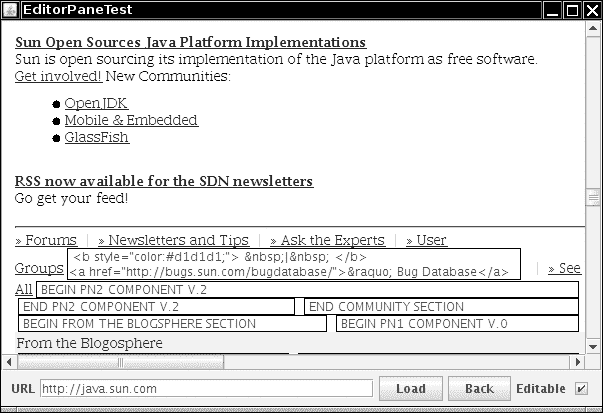 EditorPaneTest
Sun Open Sources Java Platform Implementations
Sun is open sourcing its implementation of the Java platform as free software.
Get involved! New Communities:
OpenJDK
Mobile & Embedded
GlassFish
RSS now available for the SDN newsletters
Go get your feed!
» Forums » Newsletters and Tips » Ask the Experts » User
<b style="color:#d1d1d1;"> &nbsp;|&nbsp; </b>
Groups <a href="http://bugs.sun.com/bugdatabase/">&raquo; Bug Database</a> » See
All BEGIN PN2 COMPONENT V.2
END PN2 COMPONENT V.2 END COMMUNITY SECTION
BEGIN FROM THE BLOGSPHERE SECTION BEGIN PN1 COMPONENT V.0
From the Blogosphere
URL http://java.sun.com Load Back Editable